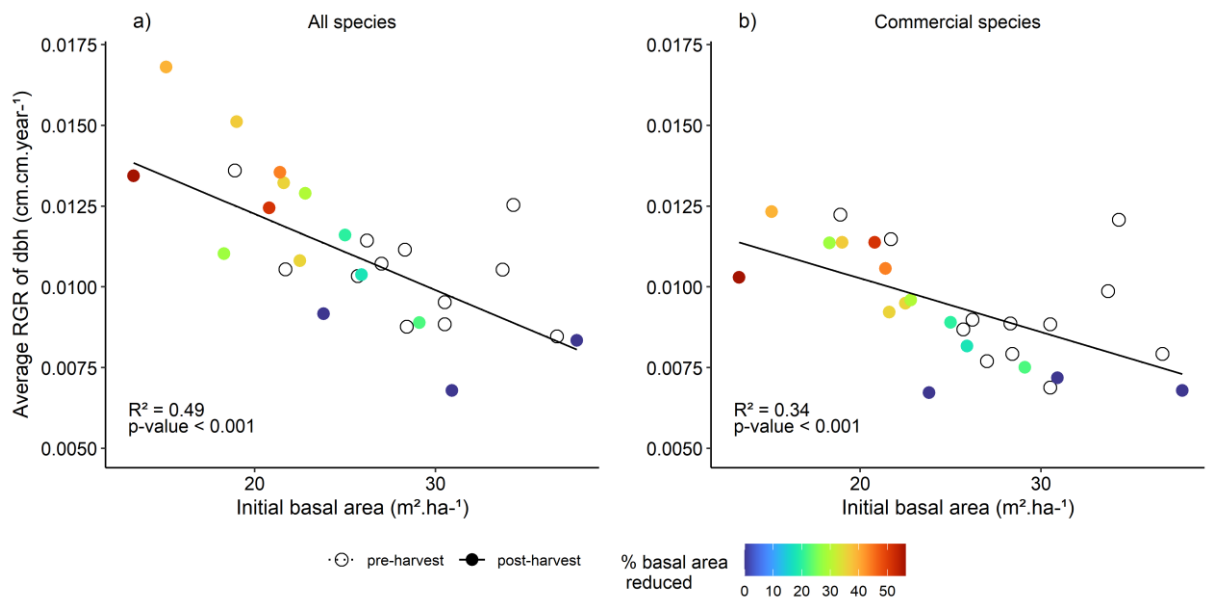 a) All species
0.0175
0.0150
0.0125
0.0100
0.0075
0.0050
Average RGR of dbh (cm.cm.year-¹)
R² = 0.49
p-value < 0.001
20 30
Initial basal area (m².ha-¹)
b) Commercial species
0.0175
0.0150
0.0125
0.0100
0.0075
0.0050
R² = 0.34
p-value < 0.001
20 30
Initial basal area (m².ha-¹)
pre-harvest post-harvest
% basal area
reduced
0 10 20 30 40 50